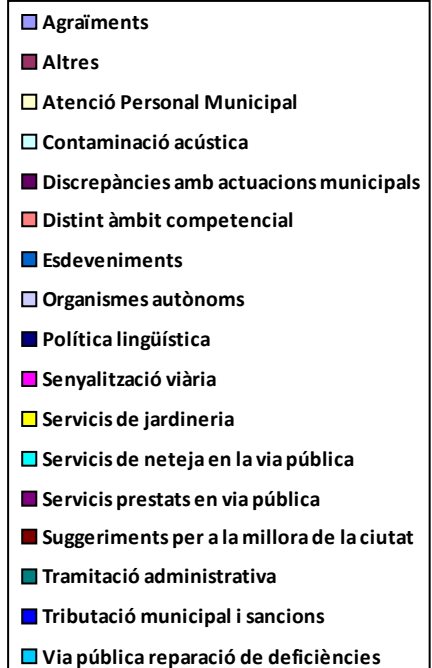 Agraïments
Altres
Atenció Personal Municipal
Contaminació acústica
Discrepàncies amb actuacions municipals
Distint àmbit competencial
Esdeveniments
Organismes autònoms
Política lingüística
Senyalització viària
Servicis de jardineria
Servicis de neteja en la via pública
Servicis prestats en via pública
Suggeriments per a la millora de la ciutat
Tramitació administrativa
Tributació municipal i sancions
Via pública reparació de deficiències